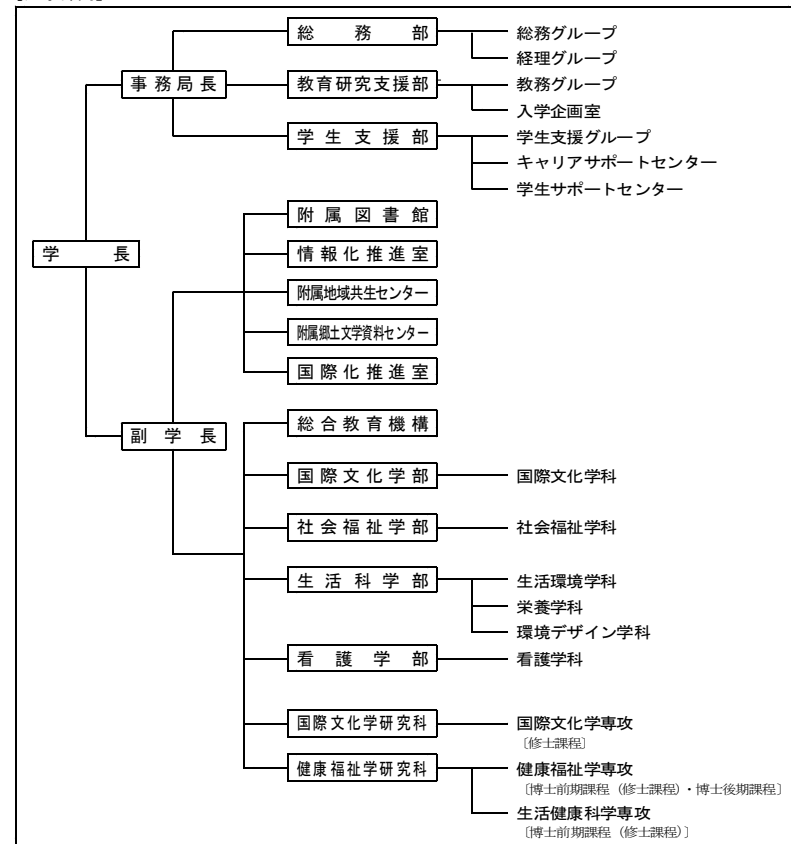 総務部
総務グループ
経理グループ
事務局長
教育研究支援部
教務グループ
入学企画室
学生支援部
学生支援グループ
キャリアサポートセンター
学生サポートセンター
附属図書館
学長
情報化推進室
附属地域共生センター
附属郷土文学資料センター
国際化推進室
副学長
総合教育機構
国際文化学部
国際文化学科
社会福祉学部
社会福祉学科
生活科学部
生活環境学科
栄養学科
環境デザイン学科
看護学部
看護学科
国際文化学研究科
国際文化学専攻
〔修士課程〕
健康福祉学研究科
健康福祉学専攻
〔博士前期課程（修士課程）・博士後期課程〕
生活健康科学専攻
〔博士前期課程（修士課程）〕